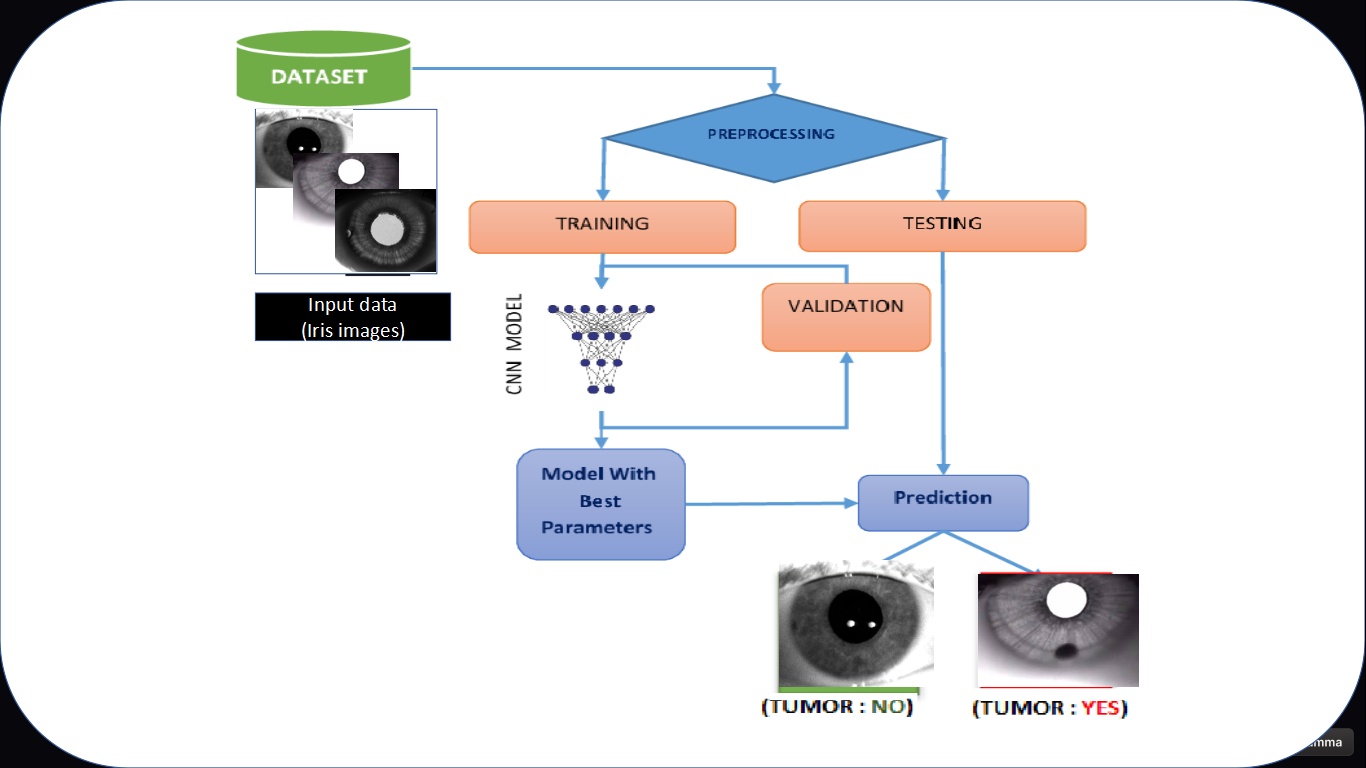 DATASET
PREPROCESSING
TRAINING
TESTING
Input data
(Iris images)
CNN MODEL
VALIDATION
Model With
Best
Parameters
Prediction
(TUMOR : NO)
(TUMOR : YES)